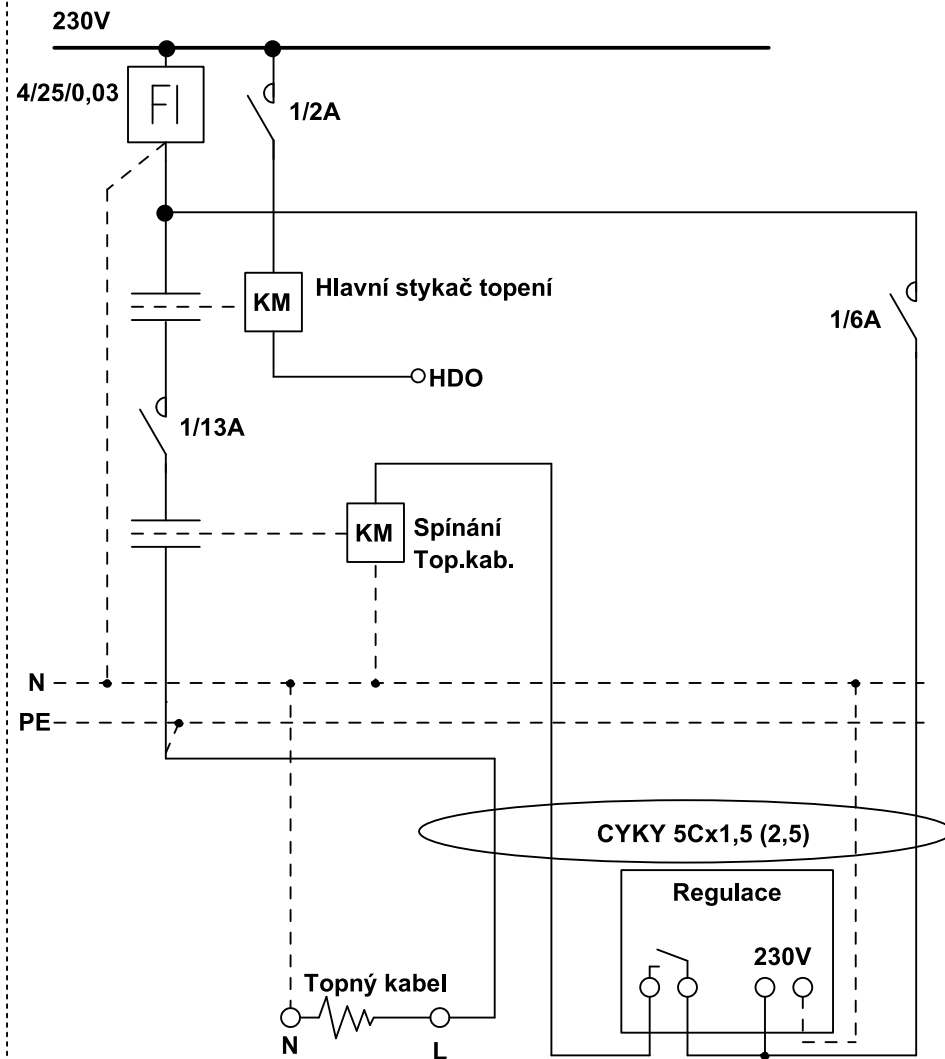 230V
4/25/0,03
FI
1/2A
KM
Hlavní stykač topení
1/6A
HDO
1/13A
KM
Spínání
Top.kab.
N
PE
CYKY 5Cx1,5 (2,5)
Regulace
230V
Topný kabel
N
L